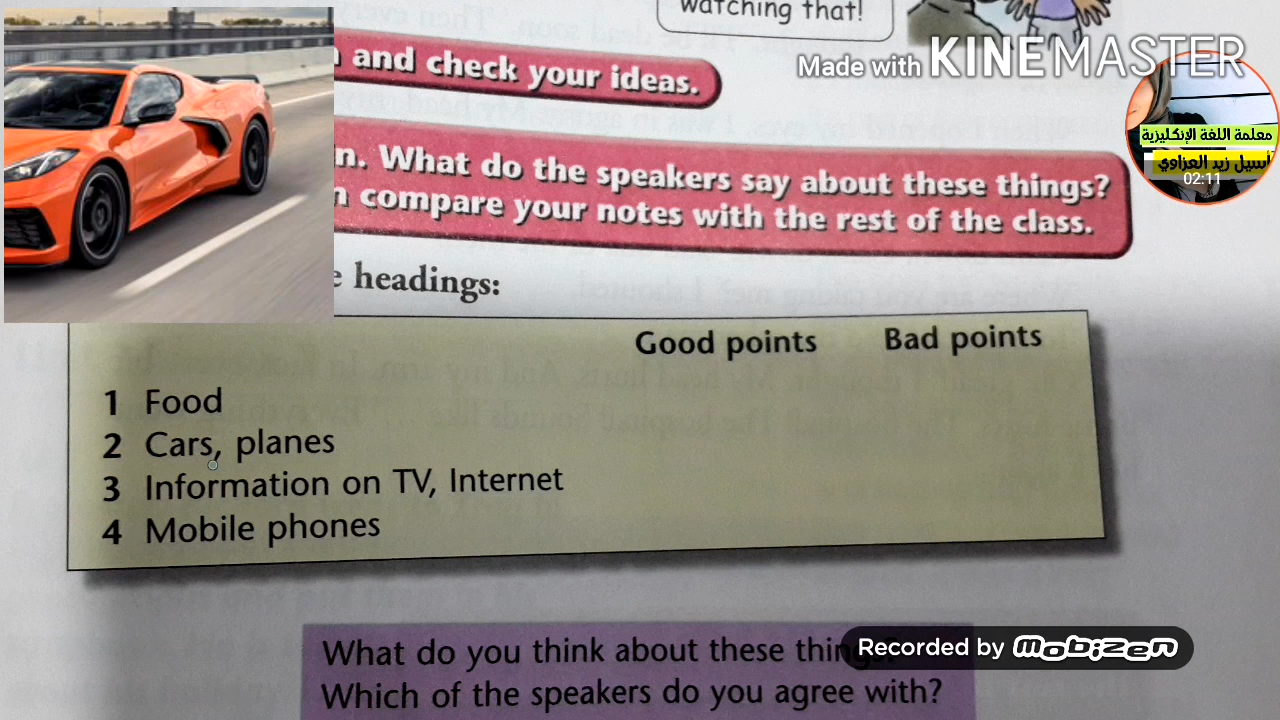 watching that!
Made with KINEMASTER
and check your ideas.
معلمة اللغة الإنكليزية
أسيل زيد العزاوي
02:11
n. What do the speakers say about these things?
n compare your notes with the rest of the class.
e headings:
Good points Bad points
1 Food
2 Cars, planes
3 Information on TV, Internet
4 Mobile phones
What do you think about these things?
Recorded by Mobizen
Which of the speakers do you agree with?